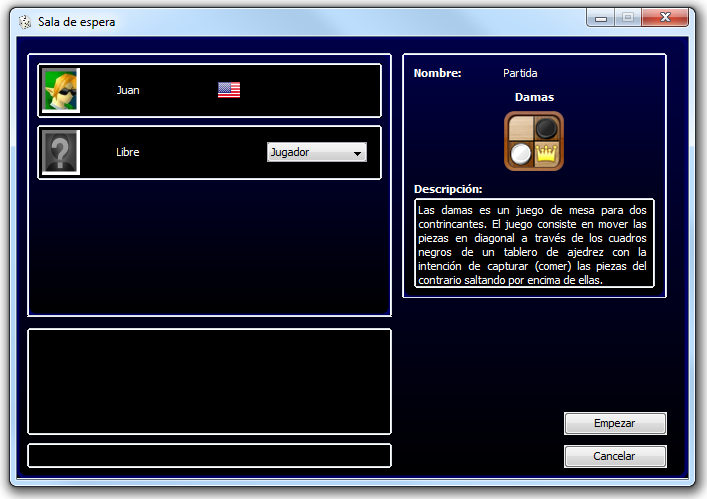 Sala de espera
Juan
Libre
Jugador
Nombre: Partida
Damas
Descripción:
Las damas es un juego de mesa para dos
contrincantes. El juego consiste en mover las
piezas en diagonal a través de los cuadros
negros de un tablero de ajedrez con la
intención de capturar (comer) las piezas del
contrario saltando por encima de ellas.
Empezar
Cancelar